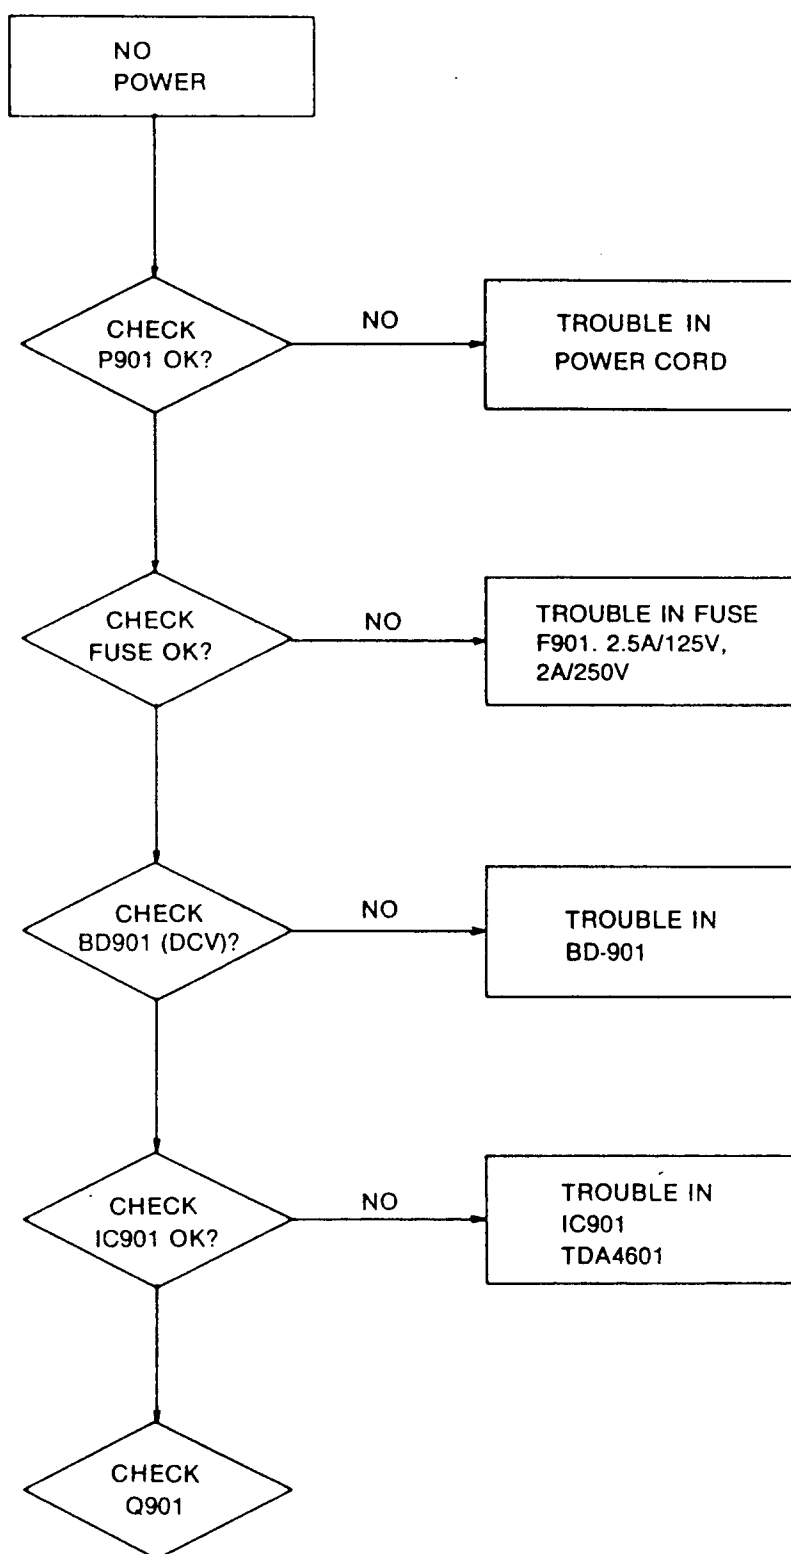 NO
POWER
CHECK
P901 OK?
NO
TROUBLE IN
POWER CORD
CHECK
FUSE OK?
NO
TROUBLE IN FUSE
F901. 2.5A/125V,
2A/250V
CHECK
BD901 (DCV)?
NO
TROUBLE IN
BD-901
CHECK
IC901 OK?
NO
TROUBLE IN
IC901
TDA4601
CHECK
Q901